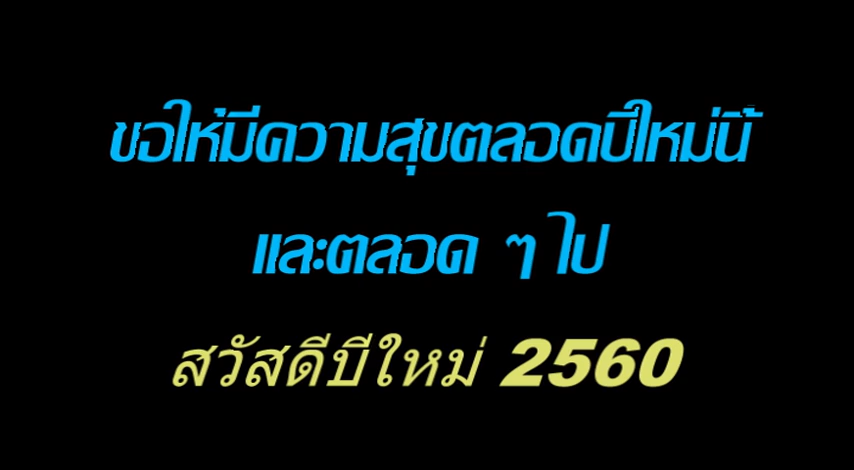 ขอให้มีความสุขตลอดปีใหม่นี้
และตลอด ๆ ไป
สวัสดีปีใหม่ 2560